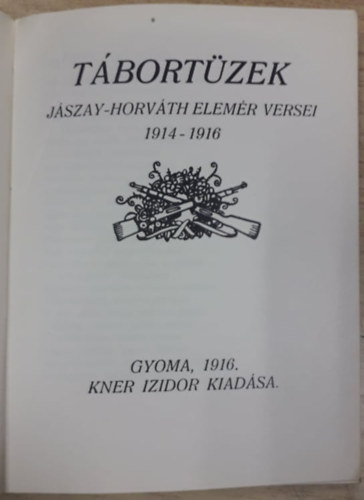 TÁBORTÜZEK
JÁSZAY-HORVÁTH ELEMÉR VERSEI
1914-1916
GYOMA, 1916.
KNER IZIDOR KIADÁSA.